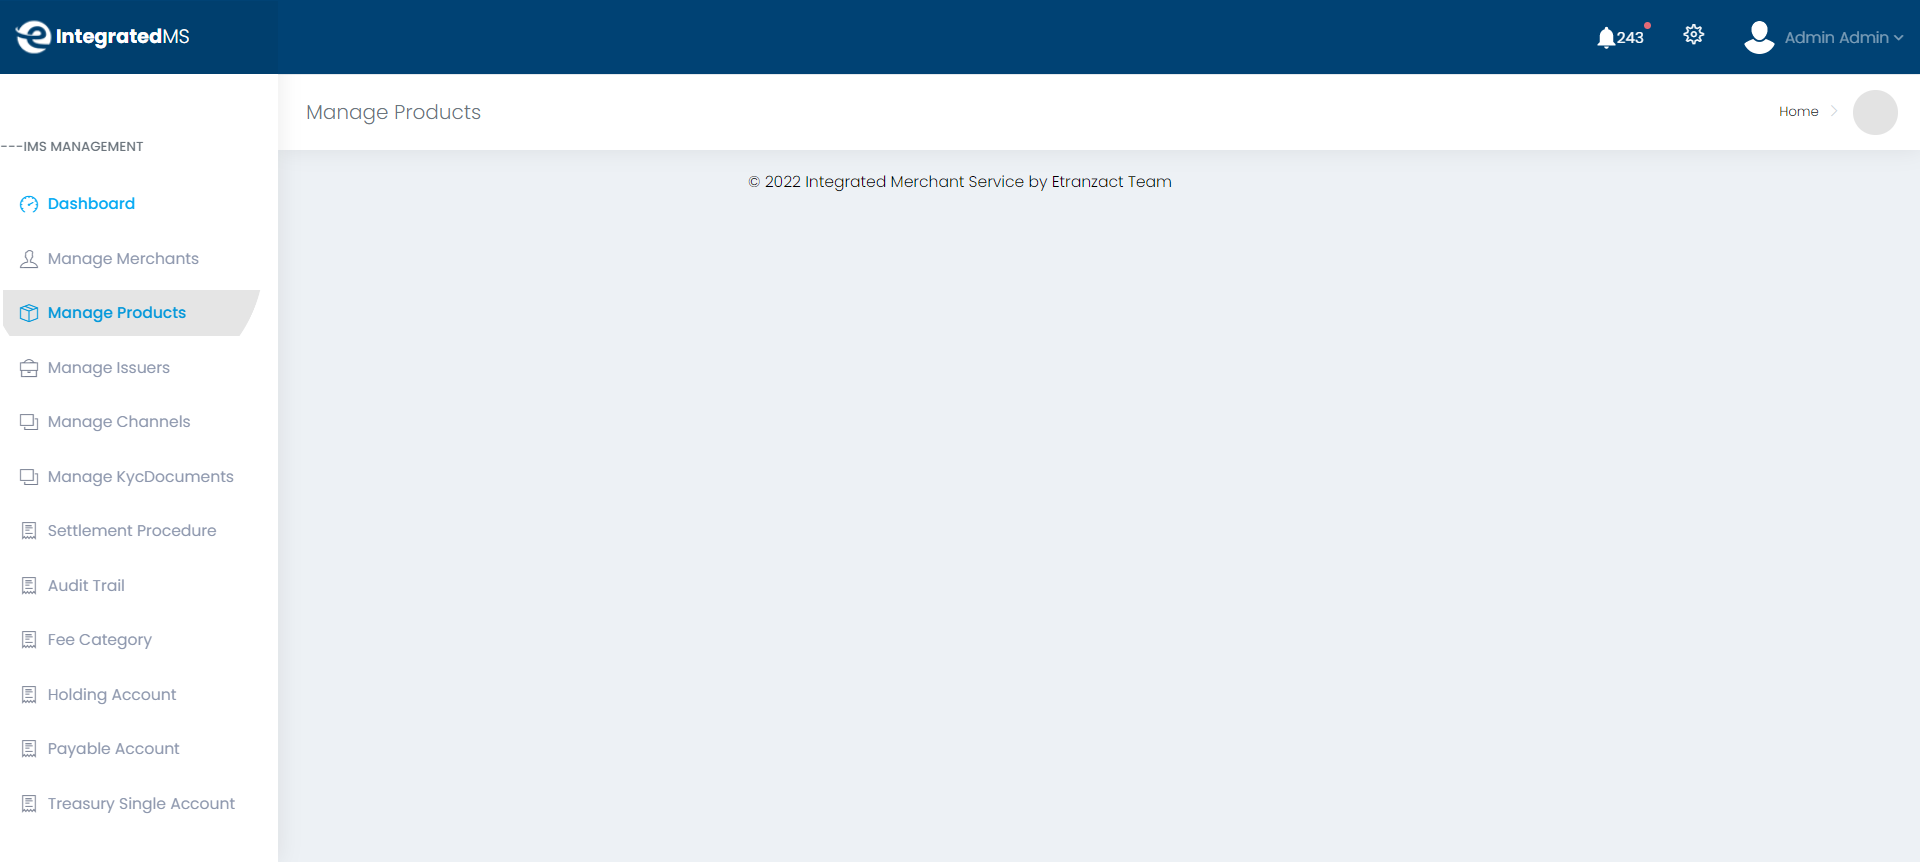 IntegratedMS
243
Admin Admin
Manage Products
Home
---IMS MANAGEMENT
Dashboard
Manage Merchants
Manage Products
Manage Issuers
Manage Channels
Manage KycDocuments
Settlement Procedure
Audit Trail
Fee Category
Holding Account
Payable Account
Treasury Single Account
© 2022 Integrated Merchant Service by Etranzact Team